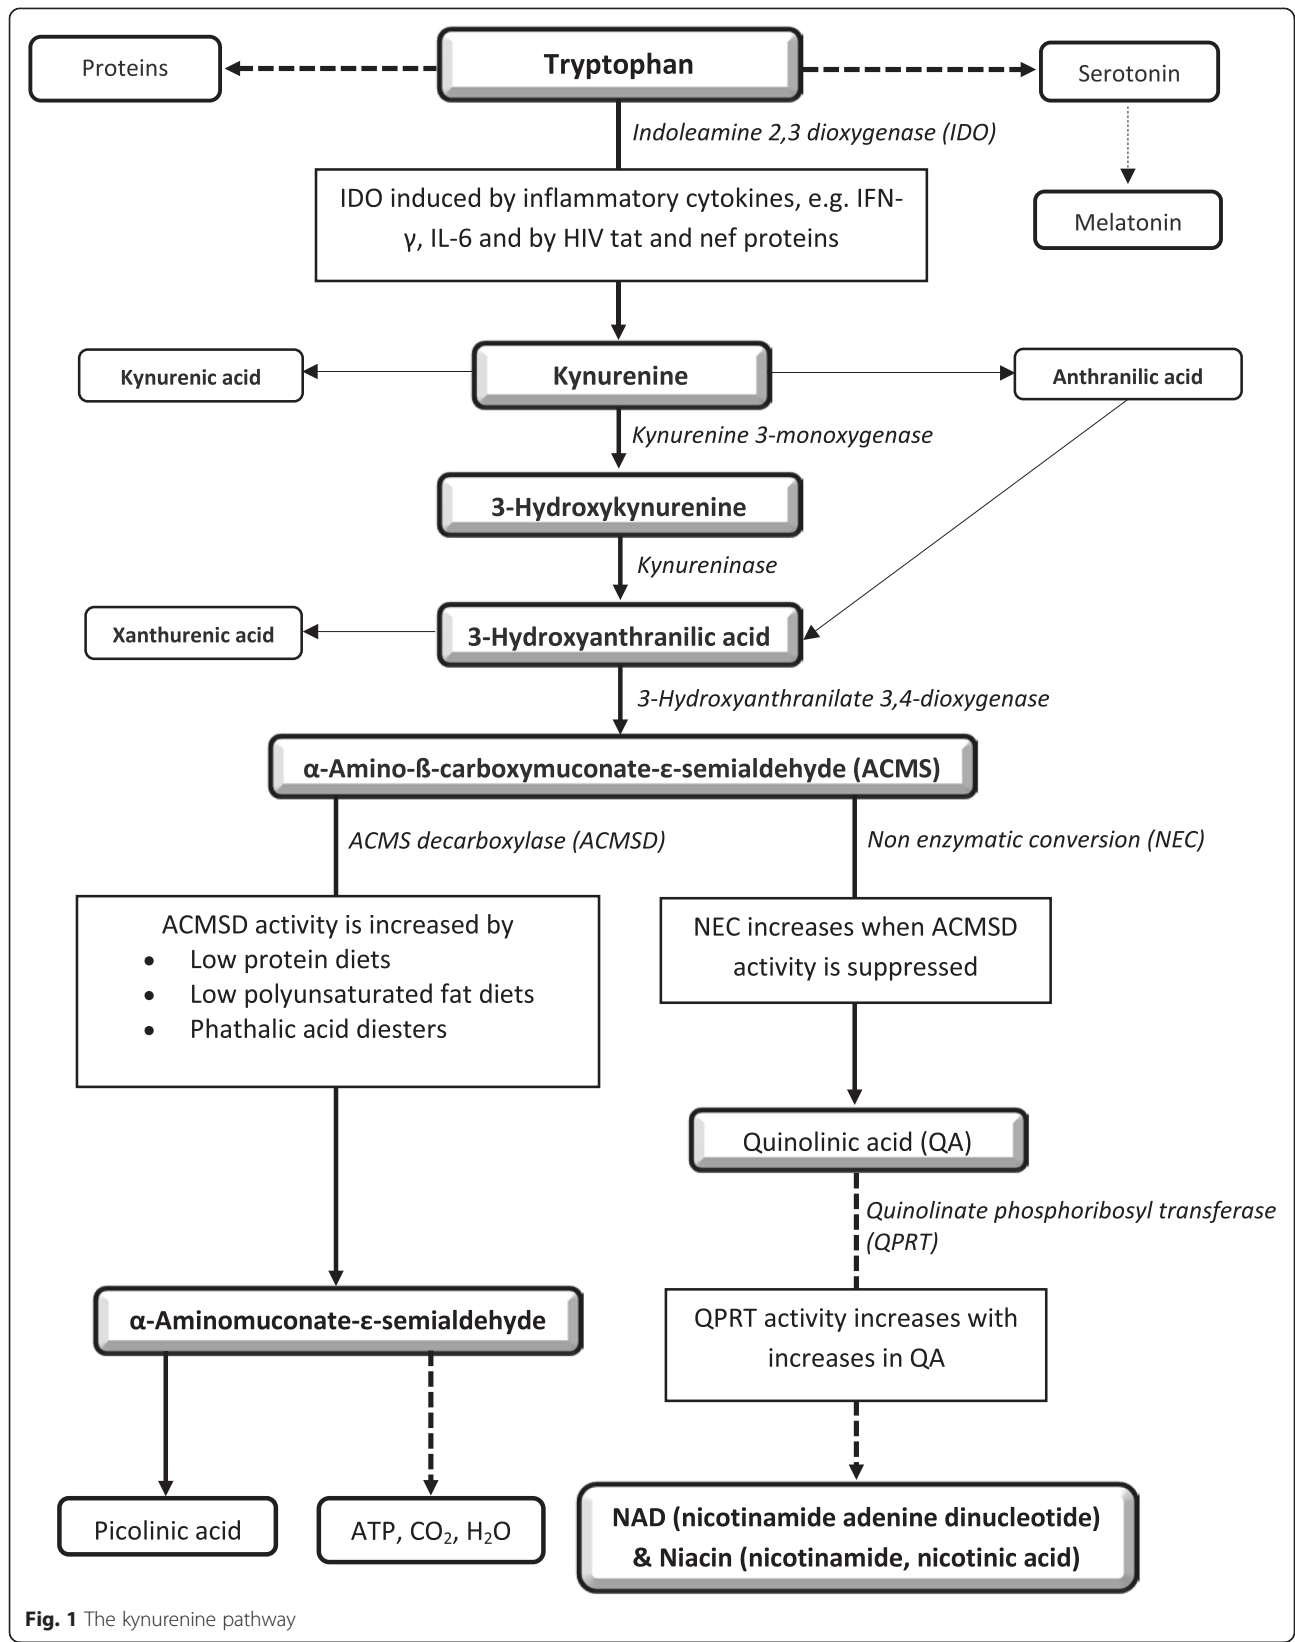 Proteins
Tryptophan
Serotonin
Indoleamine 2,3 dioxygenase (IDO)
IDO induced by inflammatory cytokines, e.g. IFN-
γ, IL-6 and by HIV tat and nef proteins
Melatonin
Kynurenic acid
Kynurenine
Anthranilic acid
Kynurenine 3-monoxygenase
3-Hydroxykynurenine
Kynureninase
Xanthurenic acid
3-Hydroxyanthranilic acid
3-Hydroxyanthranilate 3,4-dioxygenase
α-Amino-ß-carboxymuconate-ε-semialdehyde (ACMS)
ACMS decarboxylase (ACMSD)
Non enzymatic conversion (NEC)
ACMSD activity is increased by
• Low protein diets
• Low polyunsaturated fat diets
• Phathalic acid diesters
NEC increases when ACMSD
activity is suppressed
Quinolinic acid (QA)
Quinolinate phosphoribosyl transferase
(QPRT)
QPRT activity increases with
increases in QA
α-Aminomuconate-ε-semialdehyde
Picolinic acid
ATP, CO₂, H₂O
NAD (nicotinamide adenine dinucleotide)
& Niacin (nicotinamide, nicotinic acid)
Fig. 1 The kynurenine pathway